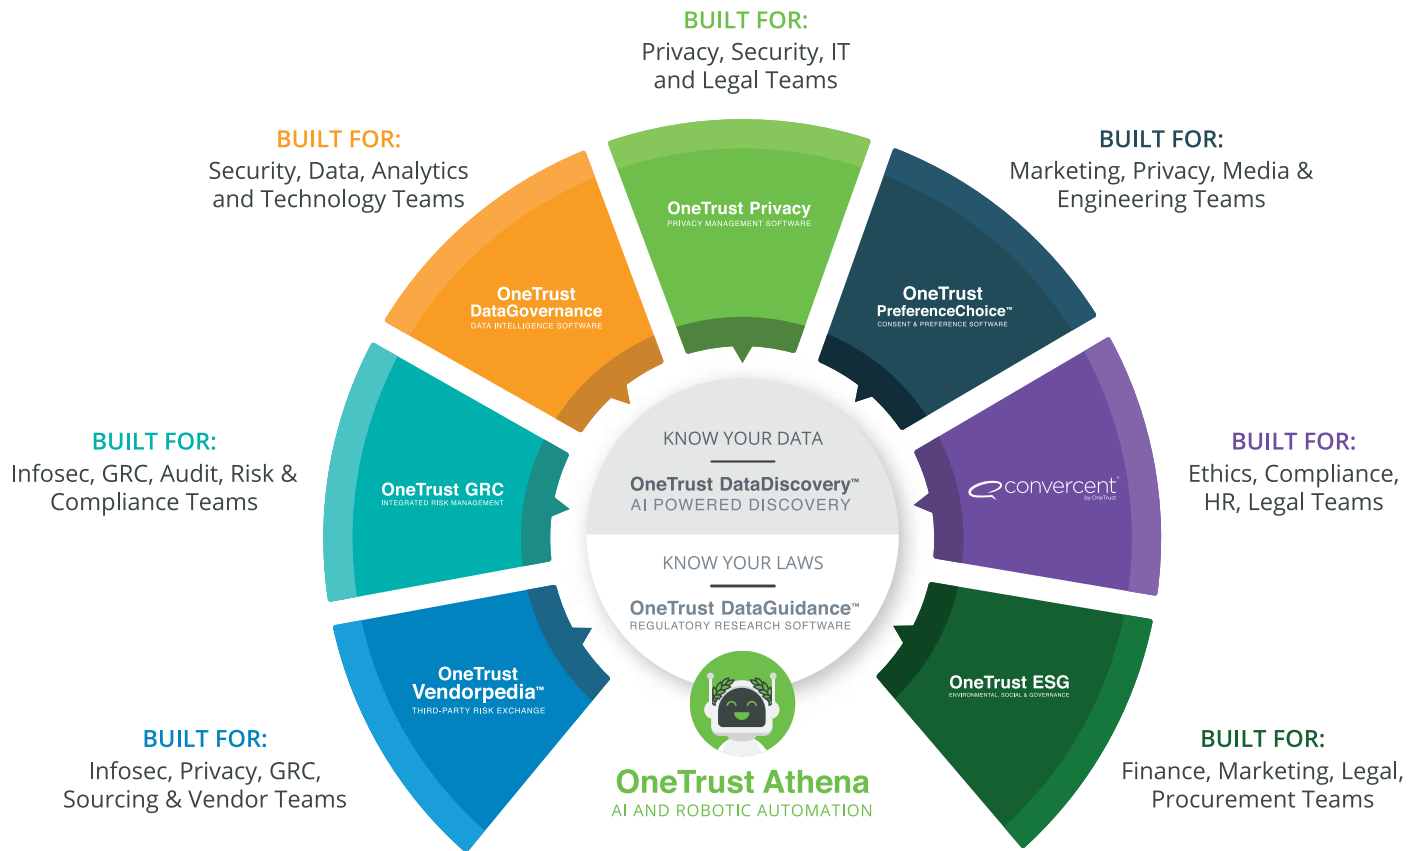 BUILT FOR:
Privacy, Security, IT
and Legal Teams
BUILT FOR:
Security, Data, Analytics
and Technology Teams
BUILT FOR:
Marketing, Privacy, Media &
Engineering Teams
OneTrust Privacy
PRIVACY MANAGEMENT SOFTWARE
OneTrust
DataGovernance
DATA INTELLIGENCE SOFTWARE
OneTrust
PreferenceChoice™
CONSENT & PREFERENCE SOFTWARE
BUILT FOR:
Infosec, GRC, Audit, Risk &
Compliance Teams
OneTrust GRC
INTEGRATED RISK MANAGEMENT
KNOW YOUR DATA
OneTrust DataDiscovery™
AI POWERED DISCOVERY
KNOW YOUR LAWS
OneTrust DataGuidance™
REGULATORY RESEARCH SOFTWARE
convercent
by OneTrust
BUILT FOR:
Ethics, Compliance,
HR, Legal Teams
OneTrust
Vendorpedia™
THIRD-PARTY RISK EXCHANGE
OneTrust ESG
ENVIRONMENTAL, SOCIAL & GOVERNANCE
BUILT FOR:
Infosec, Privacy, GRC,
Sourcing & Vendor Teams
OneTrust Athena
AI AND ROBOTIC AUTOMATION
BUILT FOR:
Finance, Marketing, Legal,
Procurement Teams